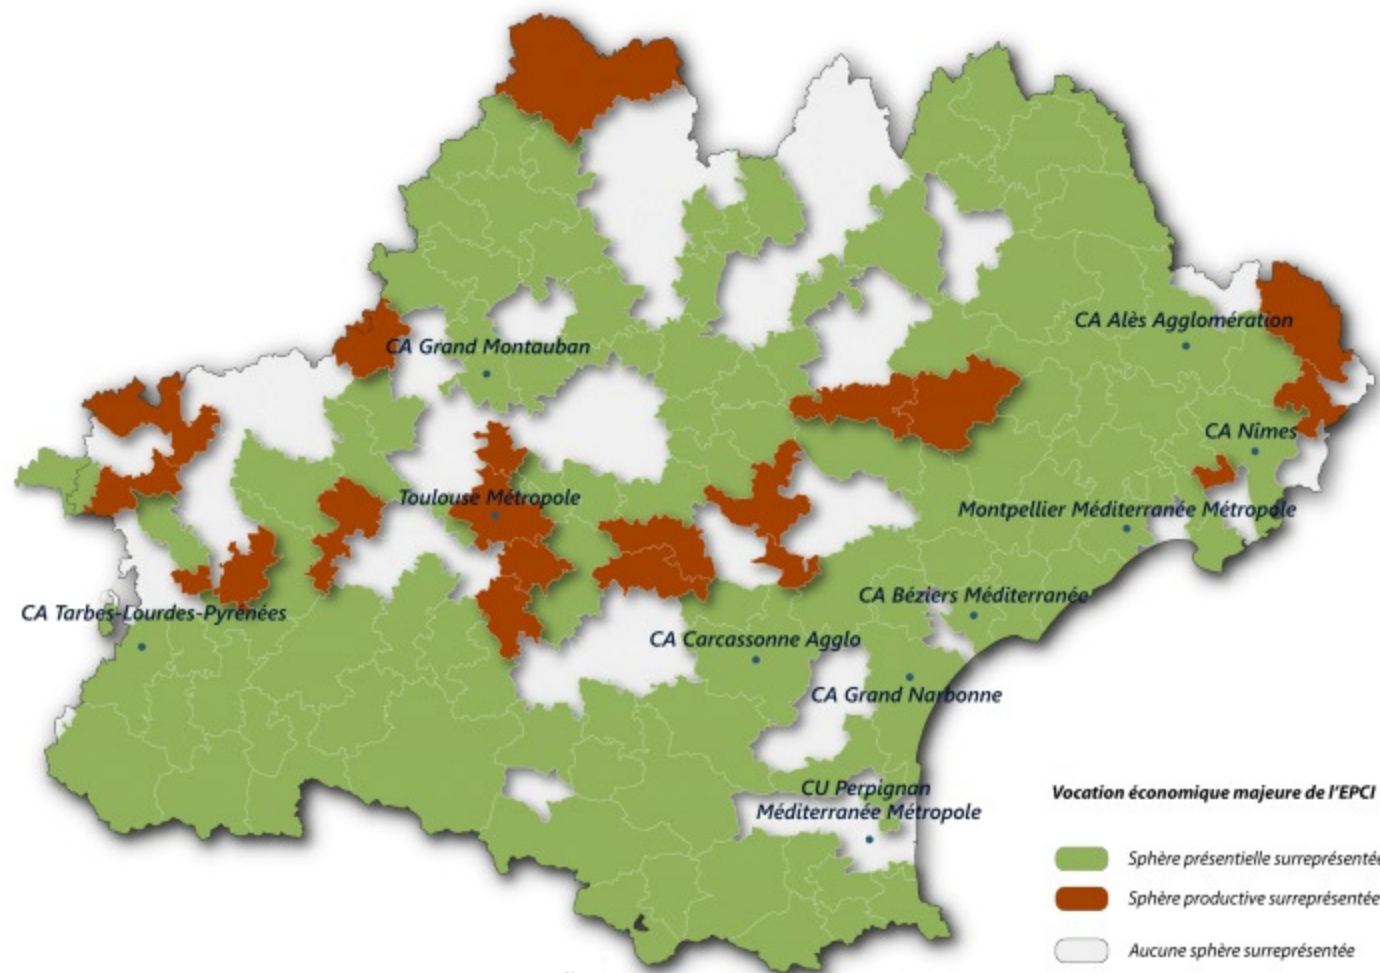 CA Alès Agglomération
CA Grand Montauban
CA Nîmes
Toulouse Métropole
Montpellier Méditerranée Métropole
CA Tarbes-Lourdes-Pyrénées
CA Béziers Méditerranée
CA Carcassonne Agglo
CA Grand Narbonne
CU Perpignan
Méditerranée Métropole
Vocation économique majeure de l'EPCI
Sphère présentielle surreprésentée
Sphère productive surreprésentée
Aucune sphère surreprésentée